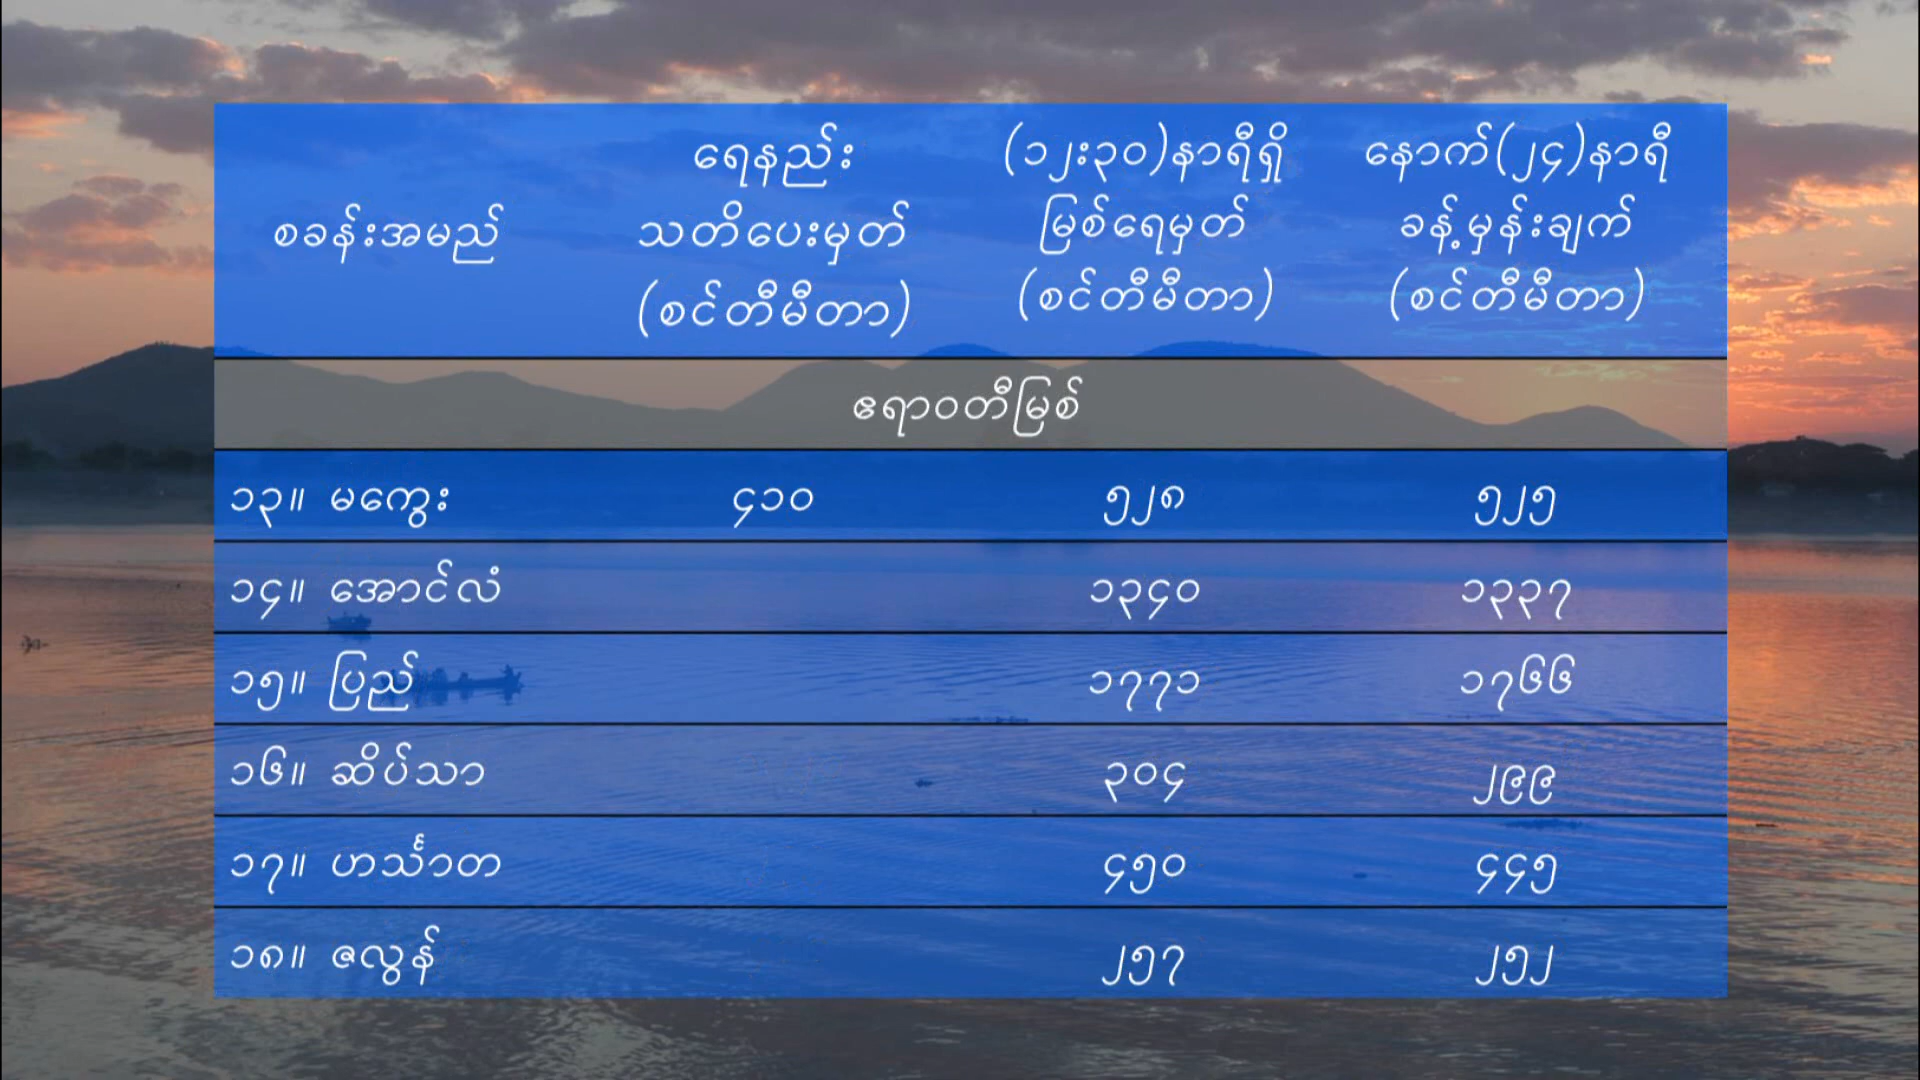 စခန်းအမည်
ရေနည်း
သတိပေးမှတ်
(စင်တီမီတာ)
(၁၂း၃၀)နာရီရှိ
မြစ်ရေမှတ်
(စင်တီမီတာ)
နောက်(၂၄)နာရီ
ခန့်မှန်းချက်
(စင်တီမီတာ)
ဧရာဝတီမြစ်
၁၃။ မကွေး ၄၁၀ ၅၂၈ ၅၂၅
၁၄။ အောင်လံ ၁၃၄၀ ၁၃၃၇
၁၅။ ပြည် ၁၇၇၁ ၁၇၆၆
၁၆။ ဆိပ်သာ ၃၀၄ ၂၉၉
၁၇။ ဟင်္သာတ ၄၅၀ ၄၄၅
၁၈။ ဇလွန် ၂၅၇ ၂၅၂